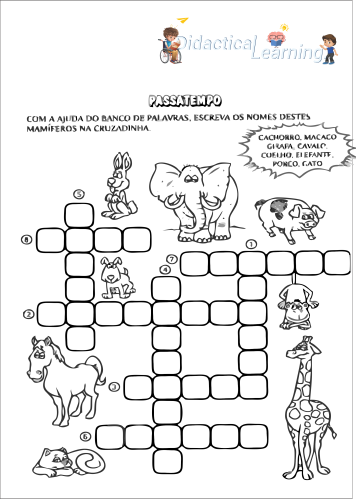 Didactical
Learning
PASSATEMPO
COM A AJUDA DO BANCO DE PALAVRAS, ESCREVA OS NOMES DESTES
MAMÍFEROS NA CRUZADINHA.
CACHORRO, MACACO
GIRAFA, CAVALO,
COELHO, ELEFANTE,
PORCO, GATO
5
8
1
7
4
2
3
6